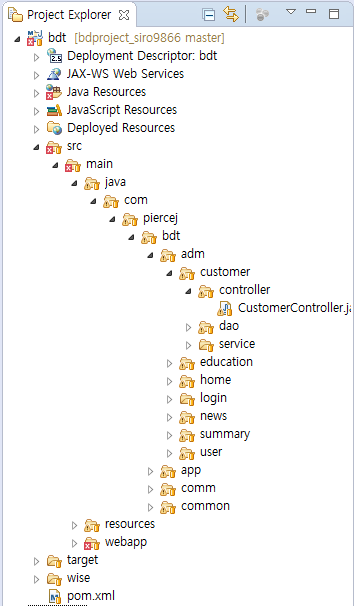 Project Explorer
bdt [bdproject_siro9866 master]
Deployment Descriptor: bdt
JAX-WS Web Services
Java Resources
JavaScript Resources
Deployed Resources
src
main
java
com
piercej
bdt
adm
customer
controller
CustomerController.ja
dao
service
education
home
login
news
summary
user
app
comm
common
resources
webapp
target
wise
pom.xml